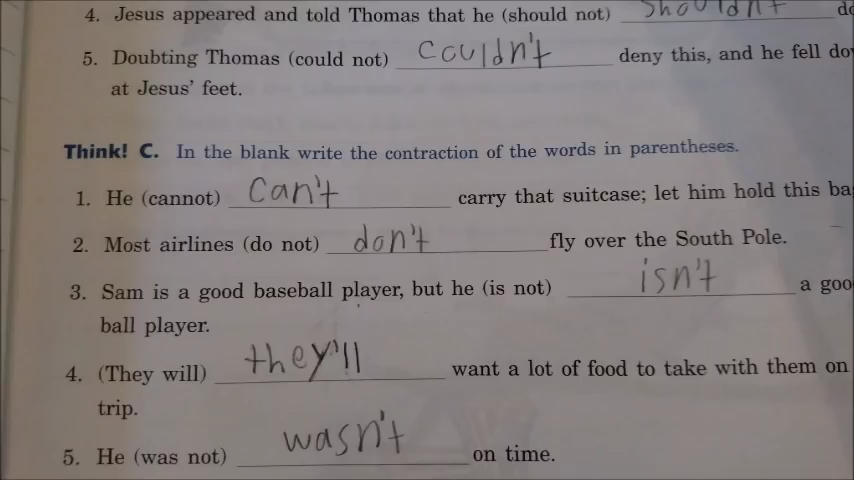 4. Jesus appeared and told Thomas that he (should not) shouldn't
5. Doubting Thomas (could not) couldn't deny this, and he fell
at Jesus' feet.
Think! C. In the blank write the contraction of the words in parentheses.
1. He (cannot) can't carry that suitcase; let him hold this
2. Most airlines (do not) don't fly over the South Pole.
3. Sam is a good baseball player, but he (is not) isn't a
ball player.
4. (They will) they'll want a lot of food to take with them on
trip.
5. He (was not) wasn't on time.